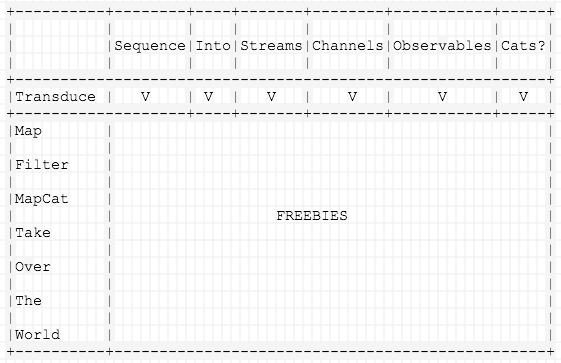 Sequence Into Streams Channels Observables Cats?
Transduce V V V V V V
Map
Filter
MapCat
FREEBIES
Take
Over
The
World